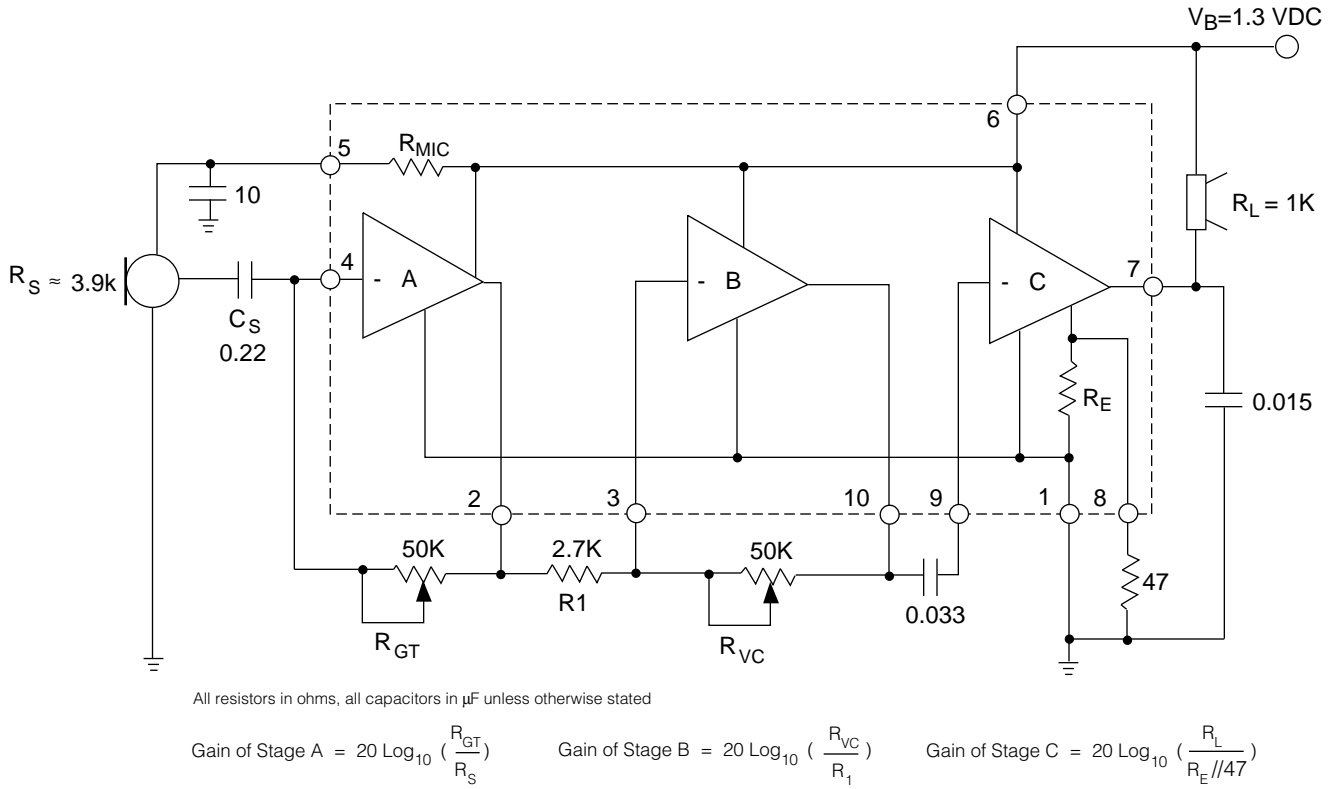 V_B=1.3 VDC
6
5
R_MIC
10
R_L = 1K
R_S ≈ 3.9k
4
- A
- B
- C
7
C_S
0.22
R_E
0.015
2
3
10
9
1
8
50K
2.7K
50K
47
R1
0.033
R_GT
R_VC
All resistors in ohms, all capacitors in µF unless otherwise stated
Gain of Stage A = 20 Log_10 ( R_GT / R_S )
Gain of Stage B = 20 Log_10 ( R_VC / R_1 )
Gain of Stage C = 20 Log_10 ( R_L / R_E//47 )